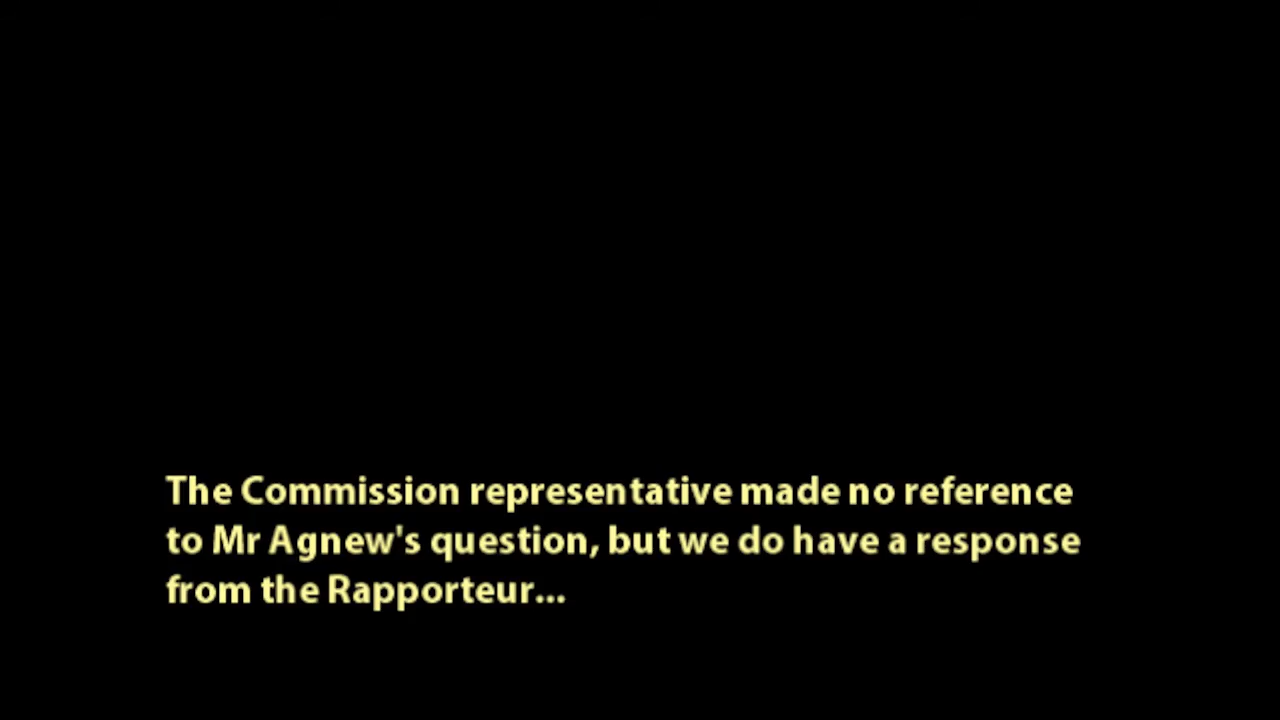 The Commission representative made no reference
to Mr Agnew's question, but we do have a response
from the Rapporteur...